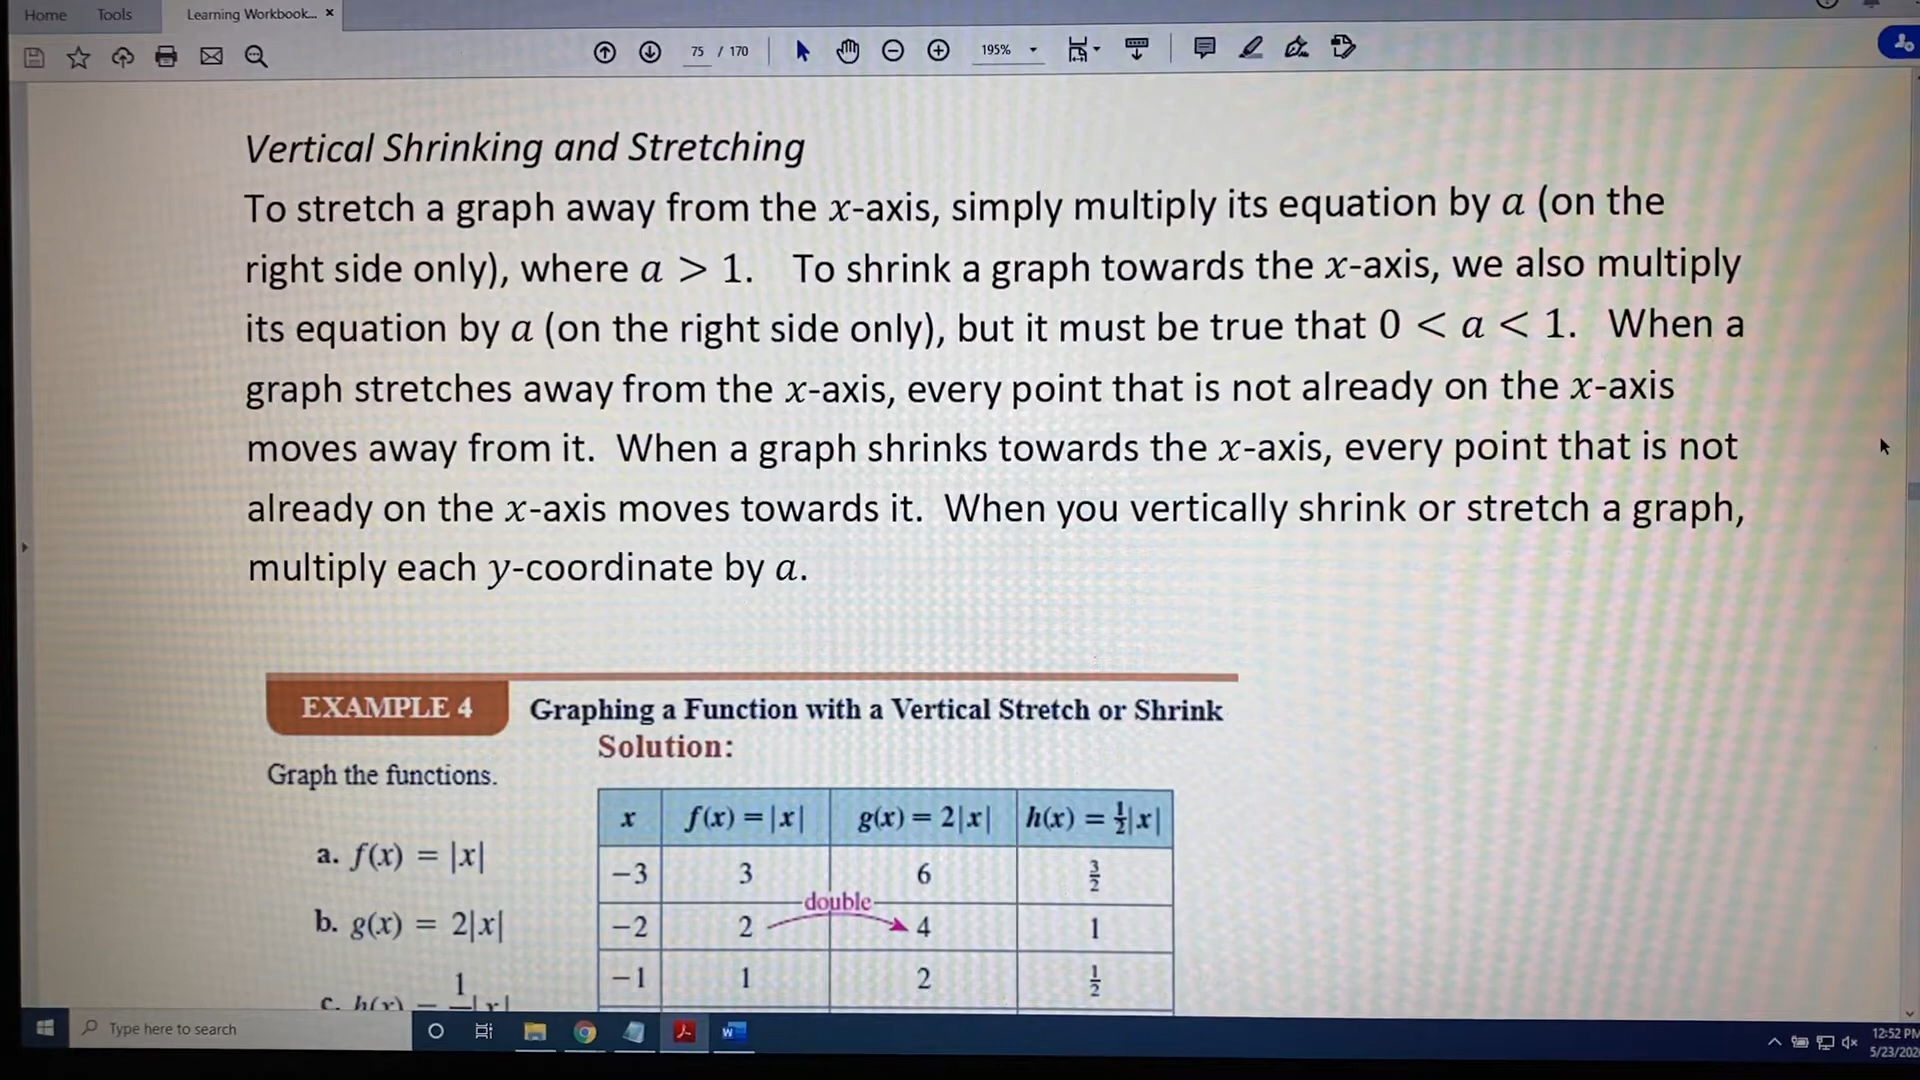 Home Tools Learning Workbook... ×
75 / 170 195%
Vertical Shrinking and Stretching
To stretch a graph away from the x-axis, simply multiply its equation by a (on the
right side only), where a > 1. To shrink a graph towards the x-axis, we also multiply
its equation by a (on the right side only), but it must be true that 0 < a < 1. When a
graph stretches away from the x-axis, every point that is not already on the x-axis
moves away from it. When a graph shrinks towards the x-axis, every point that is not
already on the x-axis moves towards it. When you vertically shrink or stretch a graph,
multiply each y-coordinate by a.
EXAMPLE 4 Graphing a Function with a Vertical Stretch or Shrink
Solution:
Graph the functions.
a. f(x) = |x|
b. g(x) = 2|x|
c. h(x) = 1 |x|
x f(x) = |x| g(x) = 2|x| h(x) = ½|x|
−3 3 6 3/2
double
−2 2 4 1
−1 1 2 ½
Type here to search
12:52 PM
5/23/202